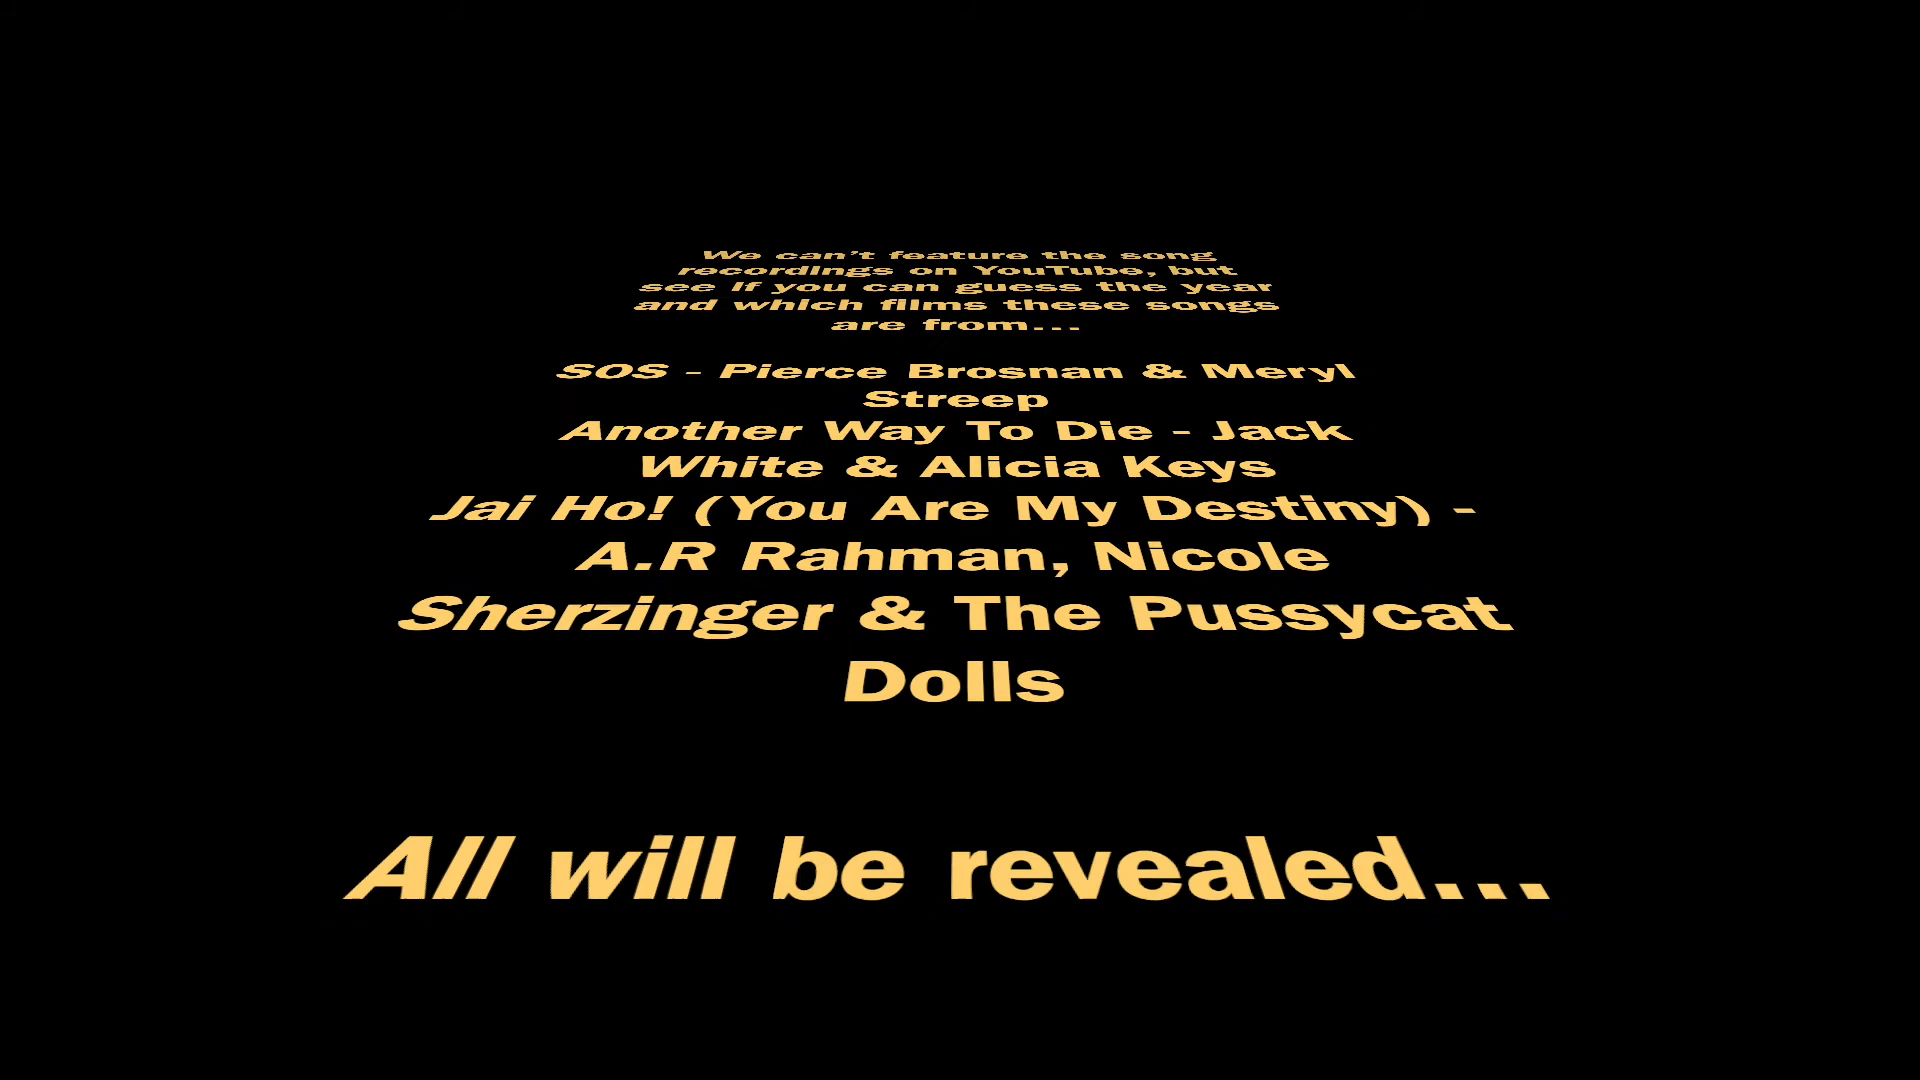 We can't feature the song
recordings on YouTube, but
see if you can guess the year
and which films these songs
are from...
SOS - Pierce Brosnan & Meryl
Streep
Another Way To Die - Jack
White & Alicia Keys
Jai Ho! (You Are My Destiny) -
A.R Rahman, Nicole
Sherzinger & The Pussycat
Dolls
All will be revealed...